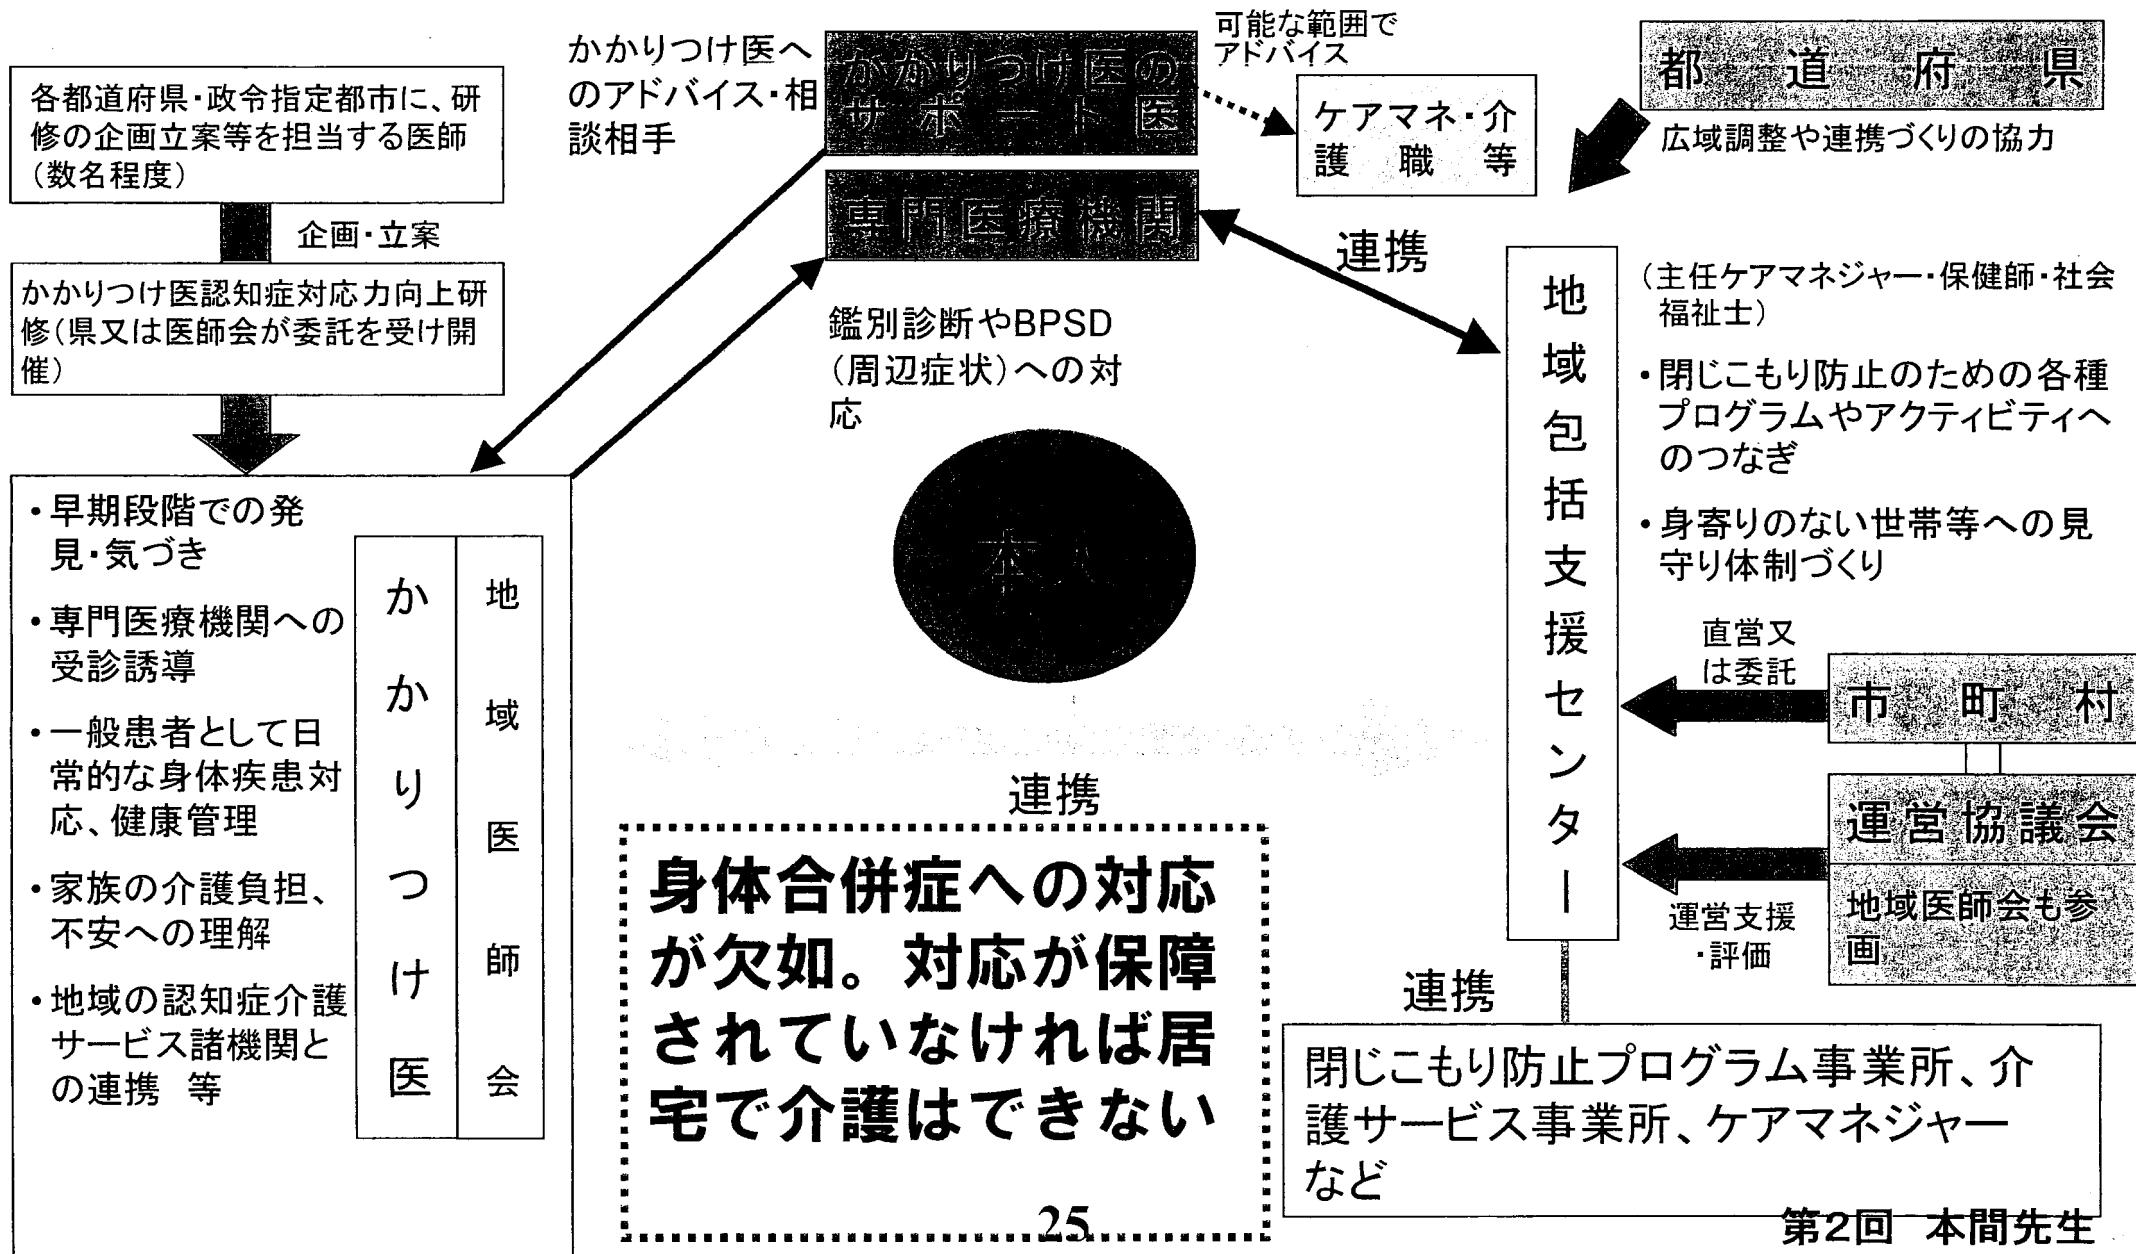 各都道府県・政令指定都市に、研
修の企画立案等を担当する医師
（数名程度）
企画・立案
かかりつけ医認知症対応力向上研
修（県又は医師会が委託を受け開
催）
かかりつけ医へ
のアドバイス・相
談相手
かかりつけ医の
サポート医
専門医療機関
可能な範囲で
アドバイス
ケアマネ・介
護職等
都道府県
広域調整や連携づくりの協力
連携
鑑別診断やBPSD
（周辺症状）への対
応
本人
・早期段階での発
見・気づき
・専門医療機関への
受診誘導
・一般患者として日
常的な身体疾患対
応、健康管理
・家族の介護負担、
不安への理解
・地域の認知症介護
サービス諸機関と
の連携 等
かかりつけ医
地域医師会
連携
身体合併症への対応
が欠如。対応が保障
されていなければ居
宅で介護はできない
地域包括支援センター
（主任ケアマネジャー・保健師・社会
福祉士）
・閉じこもり防止のための各種
プログラムやアクティビティへ
のつなぎ
・身寄りのない世帯等への見
守り体制づくり
直営又
は委託
市町村
運営協議会
地域医師会も参
画
運営支援
・評価
連携
閉じこもり防止プログラム事業所、介
護サービス事業所、ケアマネジャー
など
25
第2回 本間先生